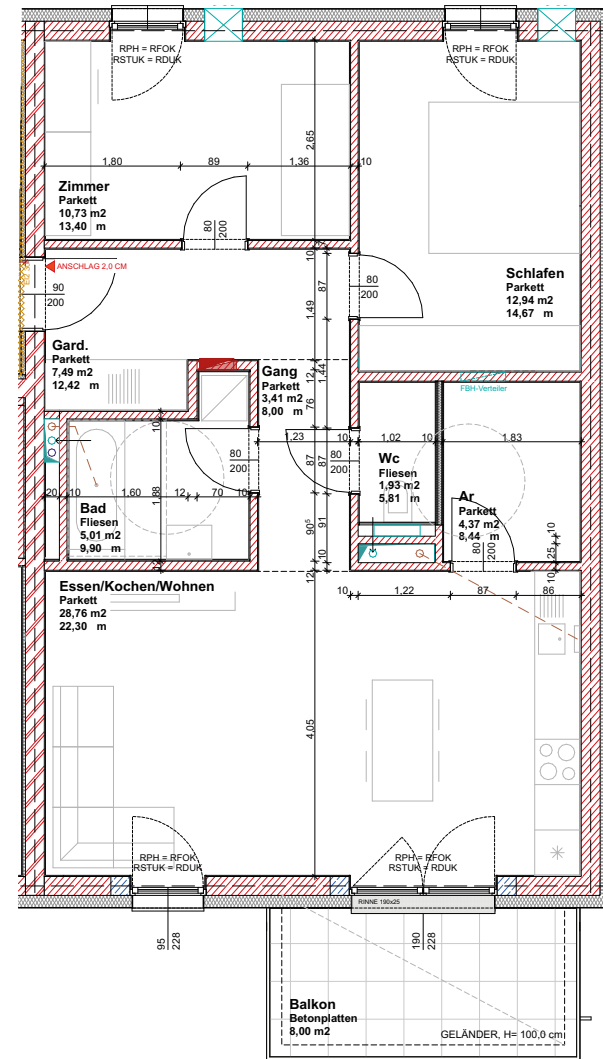 RPH = RFOK
RSTUK = RDUK
RPH = RFOK
RSTUK = RDUK
2,65
1,80
89
1,36
10
Zimmer
Parkett
10,73 m2
13,40 m
80
200
Schlafen
Parkett
12,94 m2
14,67 m
ANSCHLAG 2,0 CM
90
200
10
87
80
200
1,49
Gard.
Parkett
7,49 m2
12,42 m
Gang
Parkett
3,41 m2
8,00 m
12
1,44
76
FBH-Verteiler
10
1,23
10
1,02
10
1,83
80
200
87
87
80
200
Wc
Fliesen
1,93 m2
5,81 m
20
10
1,60
1,88
12
70
10
Bad
Fliesen
5,01 m2
9,90 m
Ar
Parkett
4,37 m2
8,44 m
80
200
90⁵
91
10
10
25
10
12
12
Essen/Kochen/Wohnen
Parkett
28,76 m2
22,30 m
10
1,22
87
86
4,05
RPH = RFOK
RSTUK = RDUK
RPH = RFOK
RSTUK = RDUK
RINNE 190x25
95
228
190
228
Balkon
Betonplatten
8,00 m2
GELÄNDER, H= 100,0 cm